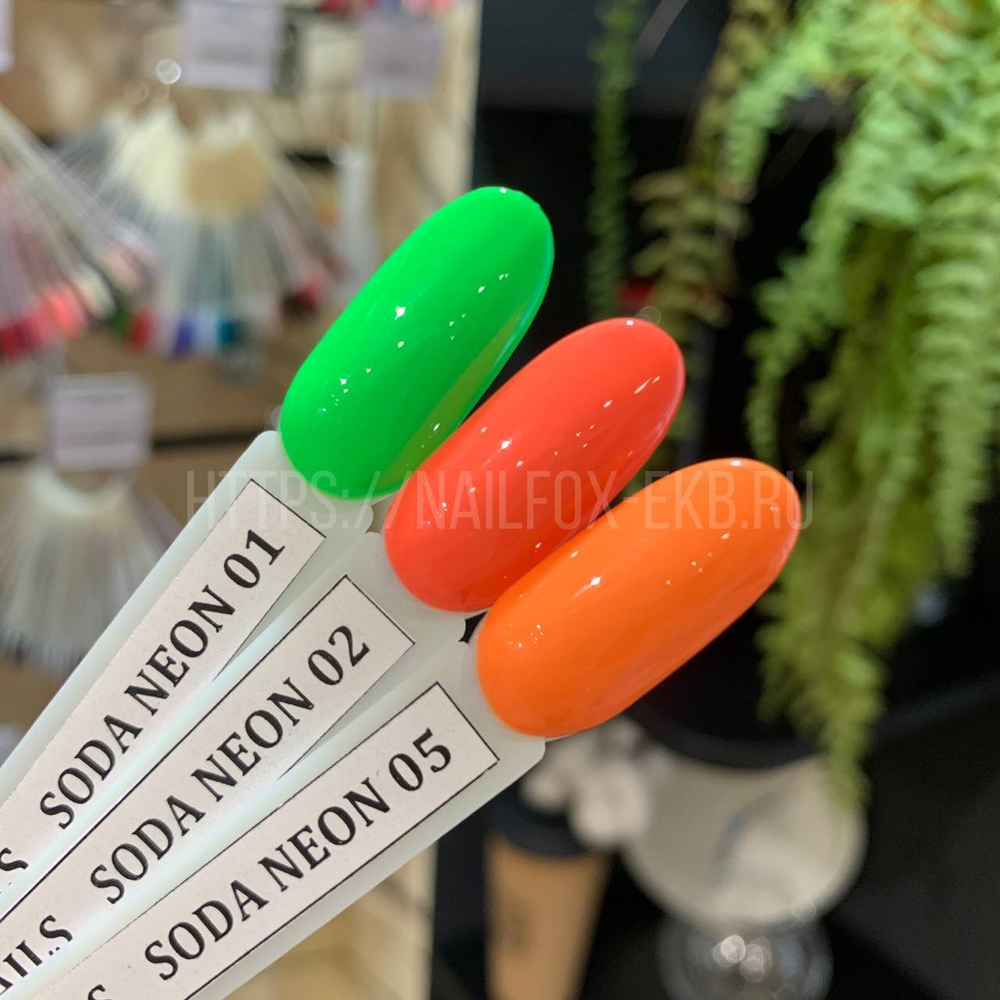 HTTPS://NAILFOX-EKB.RU
SODA NEON 01
SODA NEON 02
SODA NEON 05